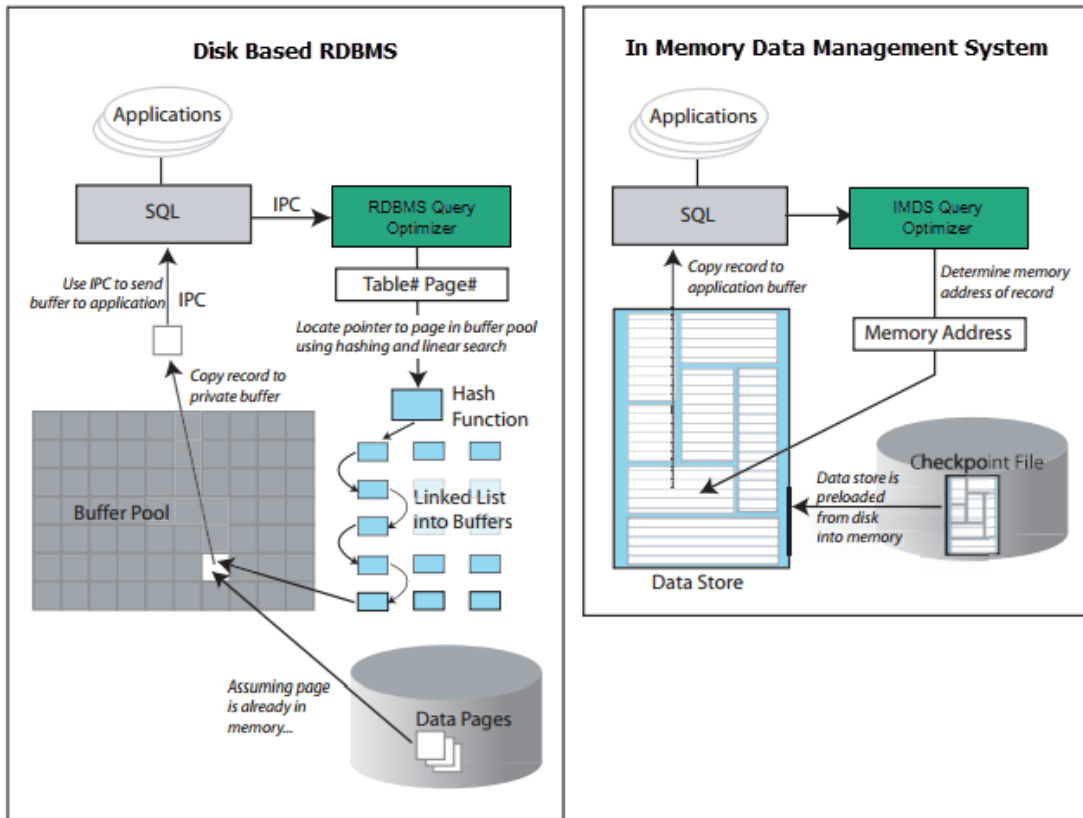 Disk Based RDBMS
Applications
SQL
IPC
RDBMS Query
Optimizer
Use IPC to send
buffer to application
IPC
Table# Page#
Locate pointer to page in buffer pool
using hashing and linear search
Copy record to
private buffer
Hash
Function
Buffer Pool
Linked List
into Buffers
Assuming page
is already in
memory...
Data Pages
In Memory Data Management System
Applications
SQL
IMDS Query
Optimizer
Copy record to
application buffer
Determine memory
address of record
Memory Address
Checkpoint File
Data store is
preloaded
from disk
into memory
Data Store